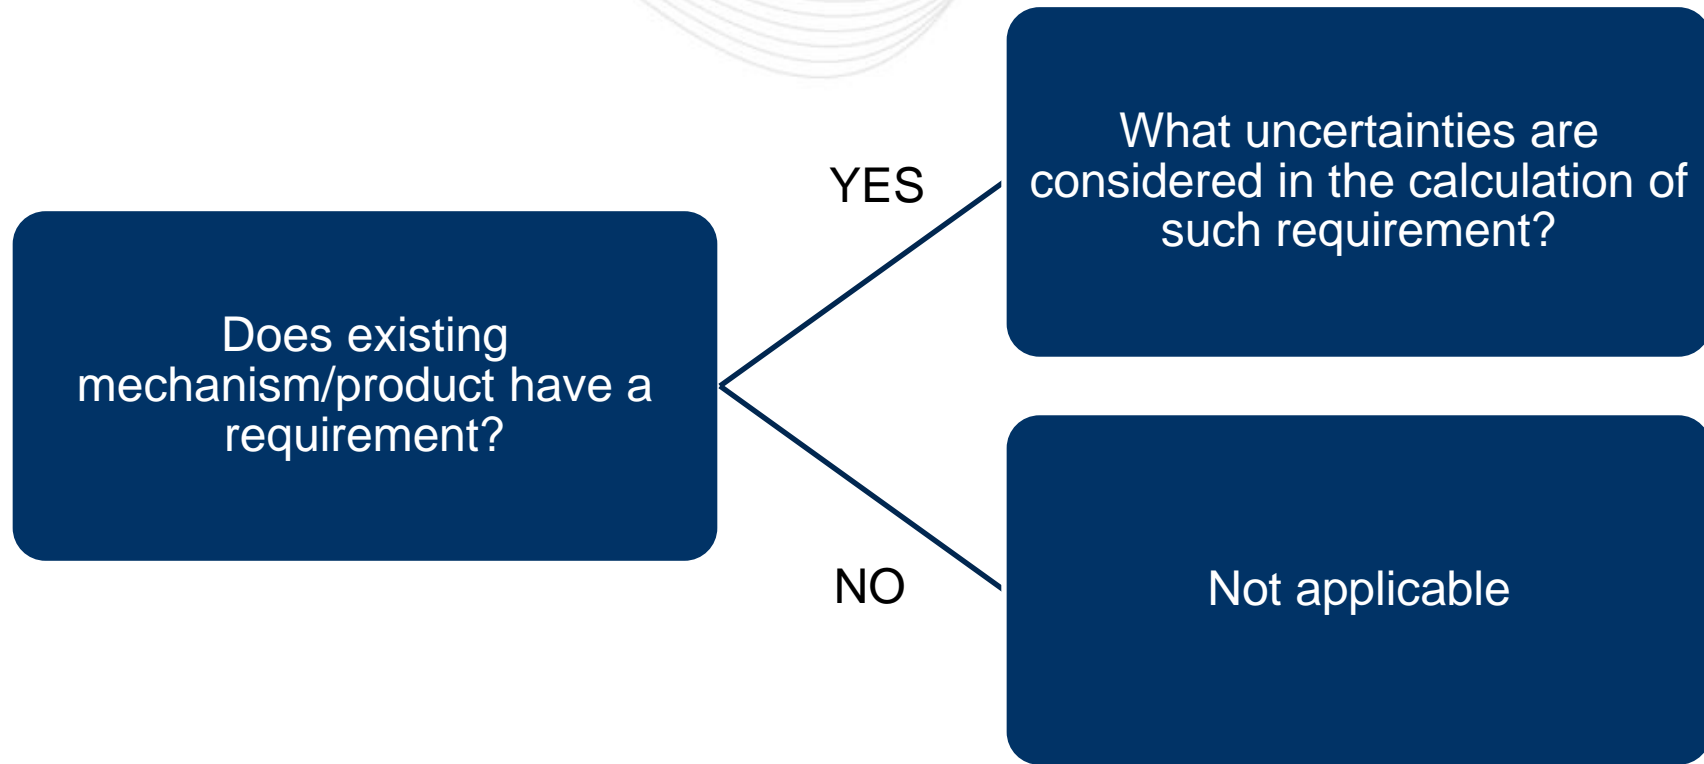 Does existing
mechanism/product have a
requirement?
YES
What uncertainties are
considered in the calculation of
such requirement?
NO
Not applicable